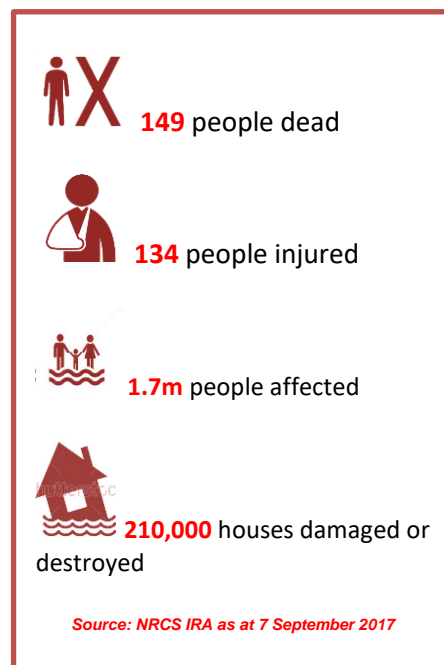 149 people dead
134 people injured
1.7m people affected
210,000 houses damaged or
destroyed
Source: NRCS IRA as at 7 September 2017